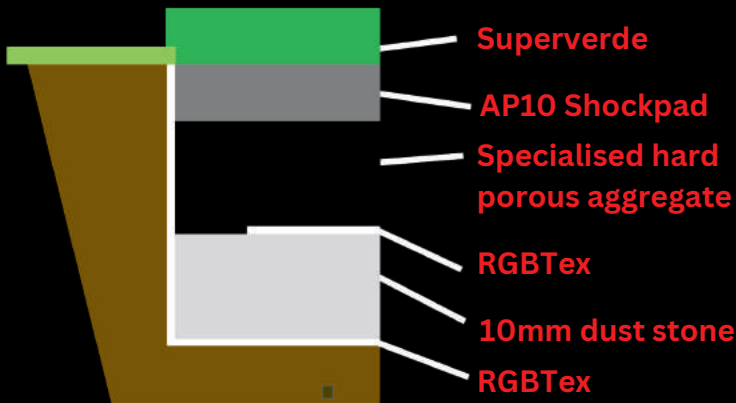 Superverde
AP10 Shockpad
Specialised hard
porous aggregate
RGBTex
10mm dust stone
RGBTex